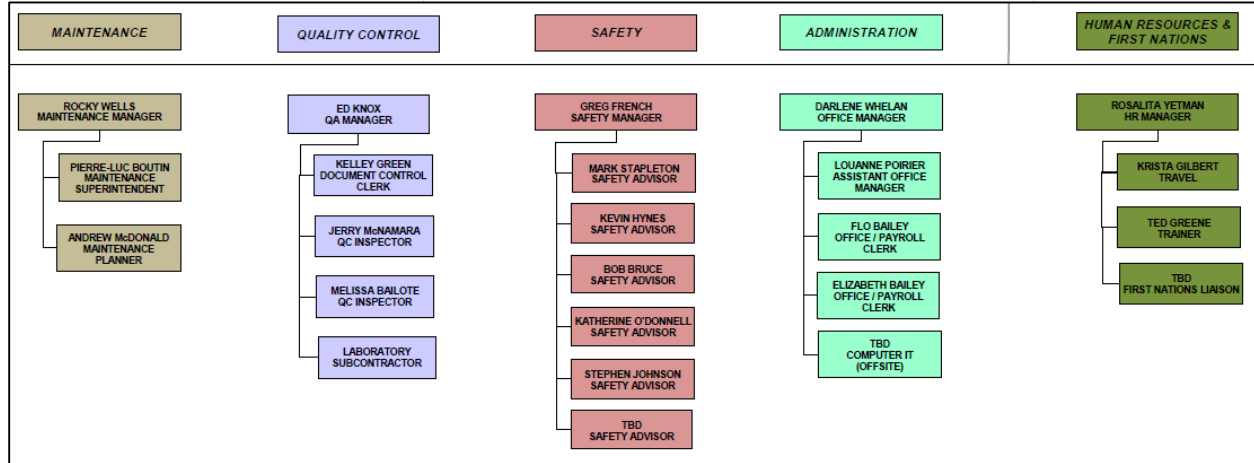 MAINTENANCE
QUALITY CONTROL
SAFETY
ADMINISTRATION
HUMAN RESOURCES &
FIRST NATIONS
ROCKY WELLS
MAINTENANCE MANAGER
PIERRE-LUC BOUTIN
MAINTENANCE
SUPERINTENDENT
ANDREW McDONALD
MAINTENANCE
PLANNER
ED KNOX
QA MANAGER
KELLEY GREEN
DOCUMENT CONTROL
CLERK
JERRY McNAMARA
QC INSPECTOR
MELISSA BAILOTE
QC INSPECTOR
LABORATORY
SUBCONTRACTOR
GREG FRENCH
SAFETY MANAGER
MARK STAPLETON
SAFETY ADVISOR
KEVIN HYNES
SAFETY ADVISOR
BOB BRUCE
SAFETY ADVISOR
KATHERINE O'DONNELL
SAFETY ADVISOR
STEPHEN JOHNSON
SAFETY ADVISOR
TBD
SAFETY ADVISOR
DARLENE WHELAN
OFFICE MANAGER
LOUANNE POIRIER
ASSISTANT OFFICE
MANAGER
FLO BAILEY
OFFICE / PAYROLL
CLERK
ELIZABETH BAILEY
OFFICE / PAYROLL
CLERK
TBD
COMPUTER IT
(OFFSITE)
ROSALITA YETMAN
HR MANAGER
KRISTA GILBERT
TRAVEL
TED GREENE
TRAINER
TBD
FIRST NATIONS LIAISON